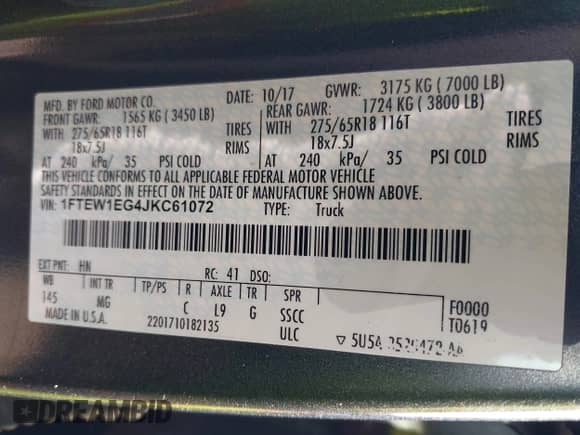 MFD. BY FORD MOTOR CO.
DATE: 10/17 GVWR: 3175 KG ( 7000 LB)
FRONT GAWR: 1565 KG ( 3450 LB) REAR GAWR: 1724 KG ( 3800 LB)
WITH 275/65R18 116T TIRES WITH 275/65R18 116T TIRES
18x7.5J RIMS 18x7.5J RIMS
AT 240 kPa/ 35 PSI COLD AT 240 kPa/ 35 PSI COLD
THIS VEHICLE CONFORMS TO ALL APPLICABLE FEDERAL MOTOR VEHICLE
SAFETY STANDARDS IN EFFECT ON THE DATE OF MANUFACTURE SHOWN ABOVE.
VIN: 1FTEW1EG4JKC61072 TYPE: Truck
EXT PNT: HN RC: 41 DSO:
WB INT TR TP/PS R AXLE TR SPR F0000
145 MG C L9 G SSCC T0619
MADE IN U.S.A. 2201710182135 ULC
DREAMBID